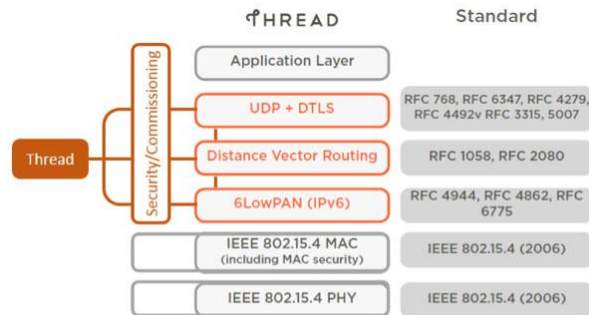 THREAD
Standard
Application Layer
Security/Commissioning
Thread
UDP + DTLS
RFC 768, RFC 6347, RFC 4279,
RFC 4492v RFC 3315, 5007
Distance Vector Routing
RFC 1058, RFC 2080
6LowPAN (IPv6)
RFC 4944, RFC 4862, RFC
6775
IEEE 802.15.4 MAC
(including MAC security)
IEEE 802.15.4 (2006)
IEEE 802.15.4 PHY
IEEE 802.15.4 (2006)